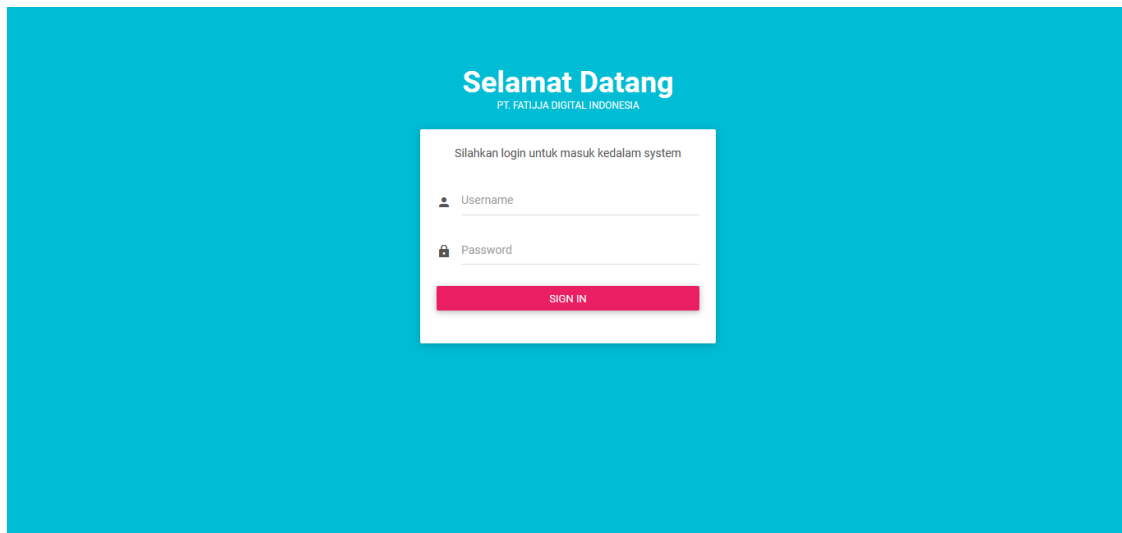 Selamat Datang
PT. FATIJJA DIGITAL INDONESIA
Silahkan login untuk masuk kedalam system
Username
Password
SIGN IN